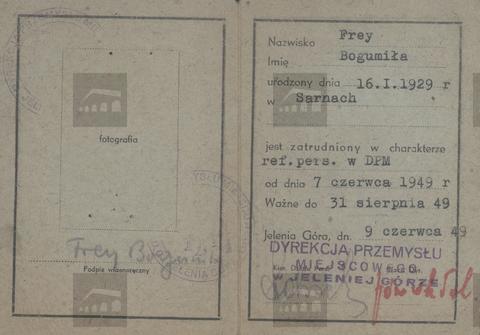 fotografia
Frey
Podpis własnoręczny
Frey
Nazwisko
Bogumiła
Imię
urodzony dnia 16.I.1929 r
w Sarnach
jest zatrudniony w charakterze
ref.pers. w DPM
od dnia 7 czerwca 1949 r
Ważne do 31 sierpnia 49
Jelenia Góra, dn. 9 czerwca 49
DYREKCJA PRZEMYSŁU
MIEJSCOWEGO
W JELENIEJ GÓRZE